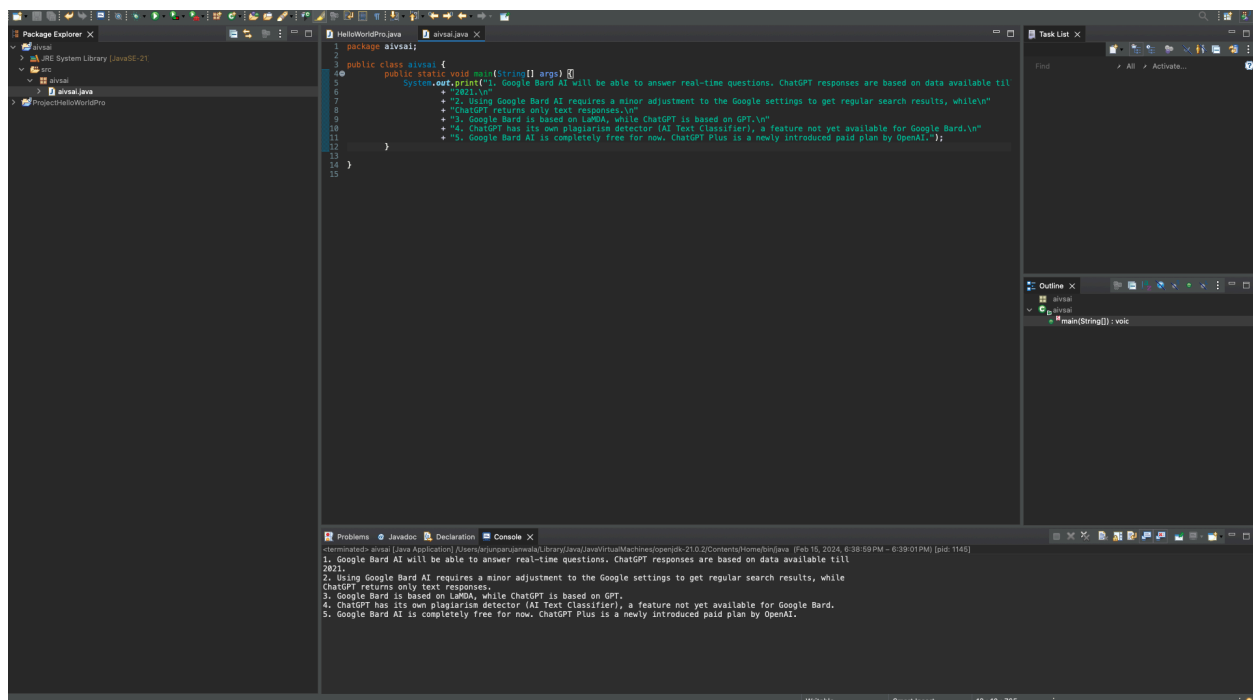 Package Explorer
aivsai
JRE System Library [JavaSE-21]
src
aivsai
aivsai.java
ProjectHelloWorldPro
HelloWorldPro.java
aivsai.java
1 package aivsai;
2
3 public class aivsai {
4 public static void main(String[] args) {
5 System.out.print("1. Google Bard AI will be able to answer real-time questions. ChatGPT responses are based on data available til
6 + "2021.\n"
7 + "2. Using Google Bard AI requires a minor adjustment to the Google settings to get regular search results, while\n"
8 + "ChatGPT returns only text responses.\n"
9 + "3. Google Bard is based on LaMDA, while ChatGPT is based on GPT.\n"
10 + "4. ChatGPT has its own plagiarism detector (AI Text Classifier), a feature not yet available for Google Bard.\n"
11 + "5. Google Bard AI is completely free for now. ChatGPT Plus is a newly introduced paid plan by OpenAI.");
12 }
13
14 }
15
Task List
Find All Activate...
Outline
aivsai
aivsai
main(String[]) : voic
Problems Javadoc Declaration Console
<terminated> aivsai [Java Application] /Users/arjunparujanwala/Library/Java/JavaVirtualMachines/openjdk-21.0.2/Contents/Home/bin/java (Feb 15, 2024, 6:38:59 PM – 6:39:01 PM) [pid: 1145]
1. Google Bard AI will be able to answer real-time questions. ChatGPT responses are based on data available till
2021.
2. Using Google Bard AI requires a minor adjustment to the Google settings to get regular search results, while
ChatGPT returns only text responses.
3. Google Bard is based on LaMDA, while ChatGPT is based on GPT.
4. ChatGPT has its own plagiarism detector (AI Text Classifier), a feature not yet available for Google Bard.
5. Google Bard AI is completely free for now. ChatGPT Plus is a newly introduced paid plan by OpenAI.